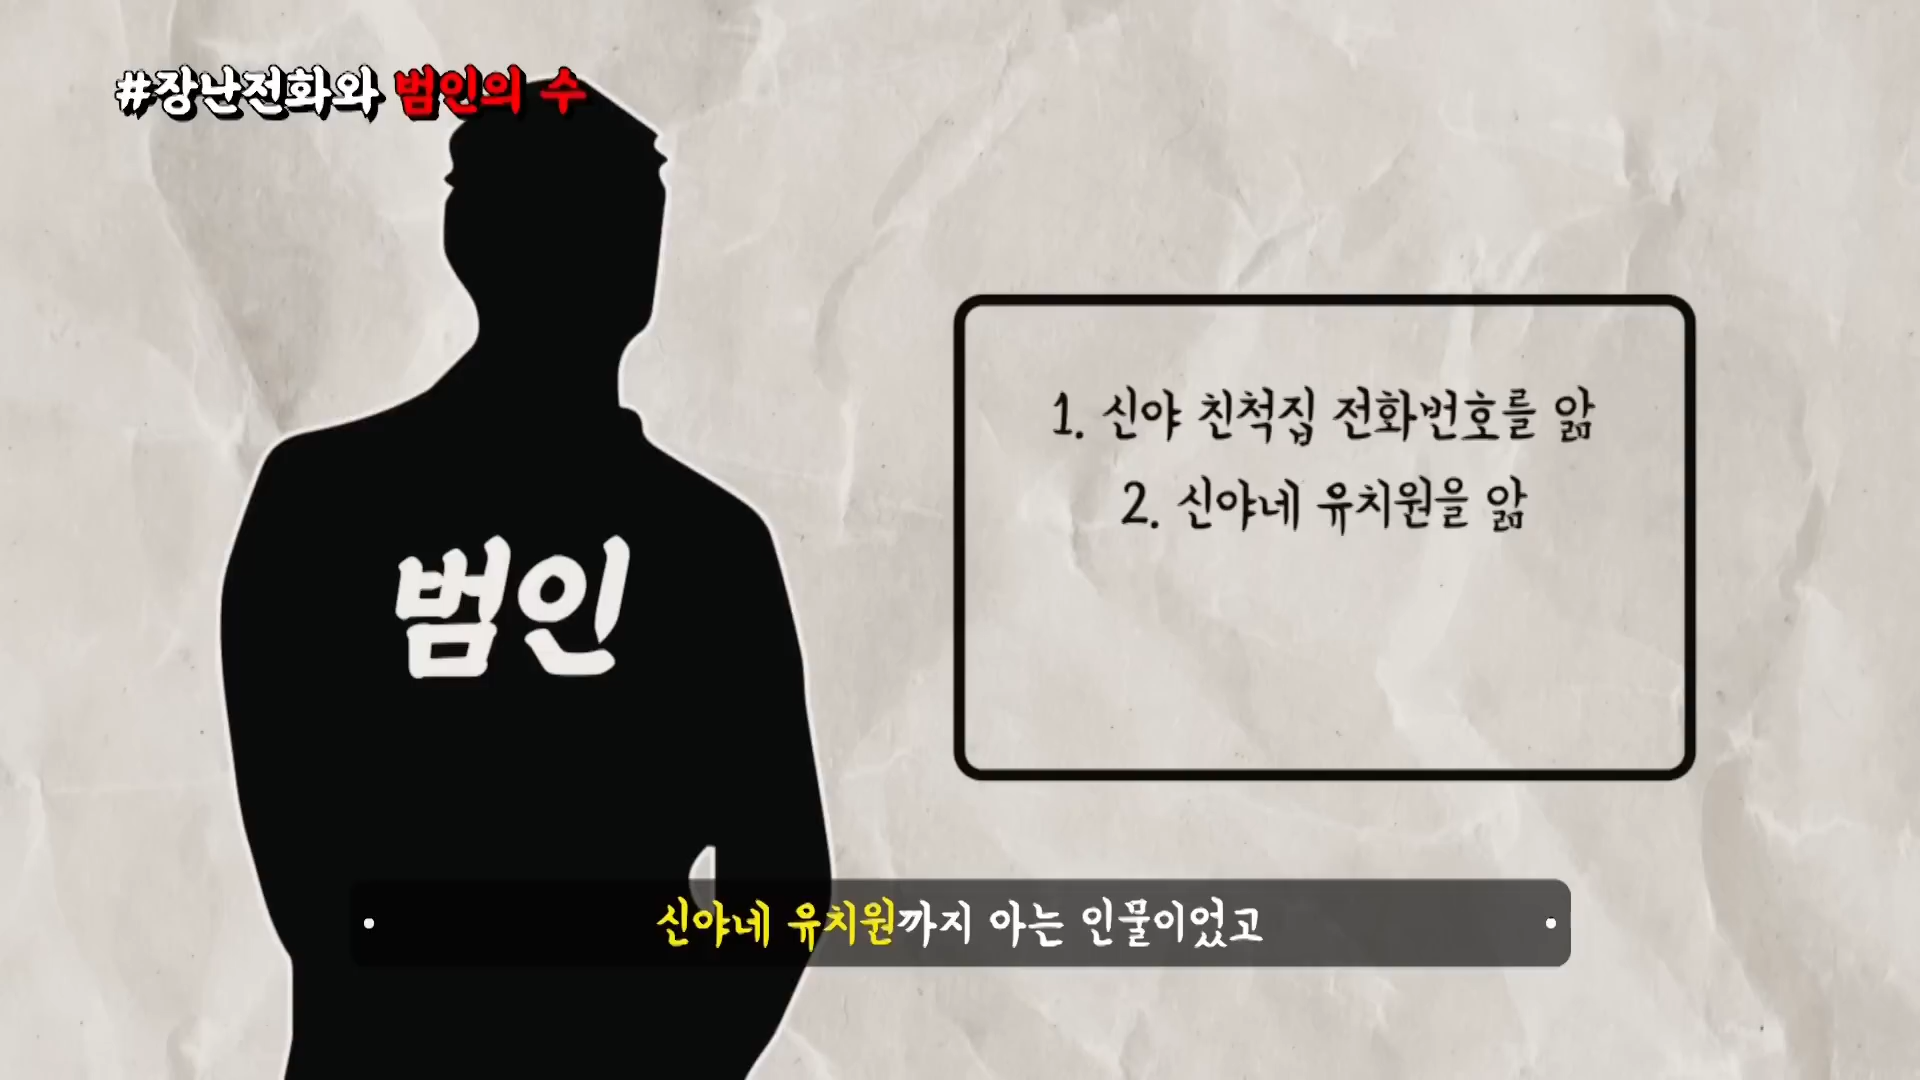 #장난전화와 범인의 수
1. 신야 친척집 전화번호를 앎
2. 신야네 유치원을 앎
범인
신야네 유치원까지 아는 인물이었고